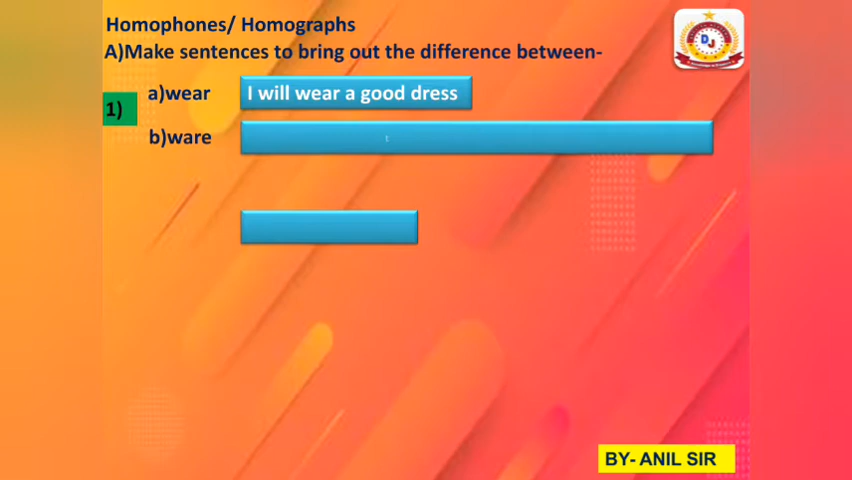 Homophones/ Homographs
A)Make sentences to bring out the difference between-
1)
a)wear
I will wear a good dress
b)ware
DJ
BY- ANIL SIR